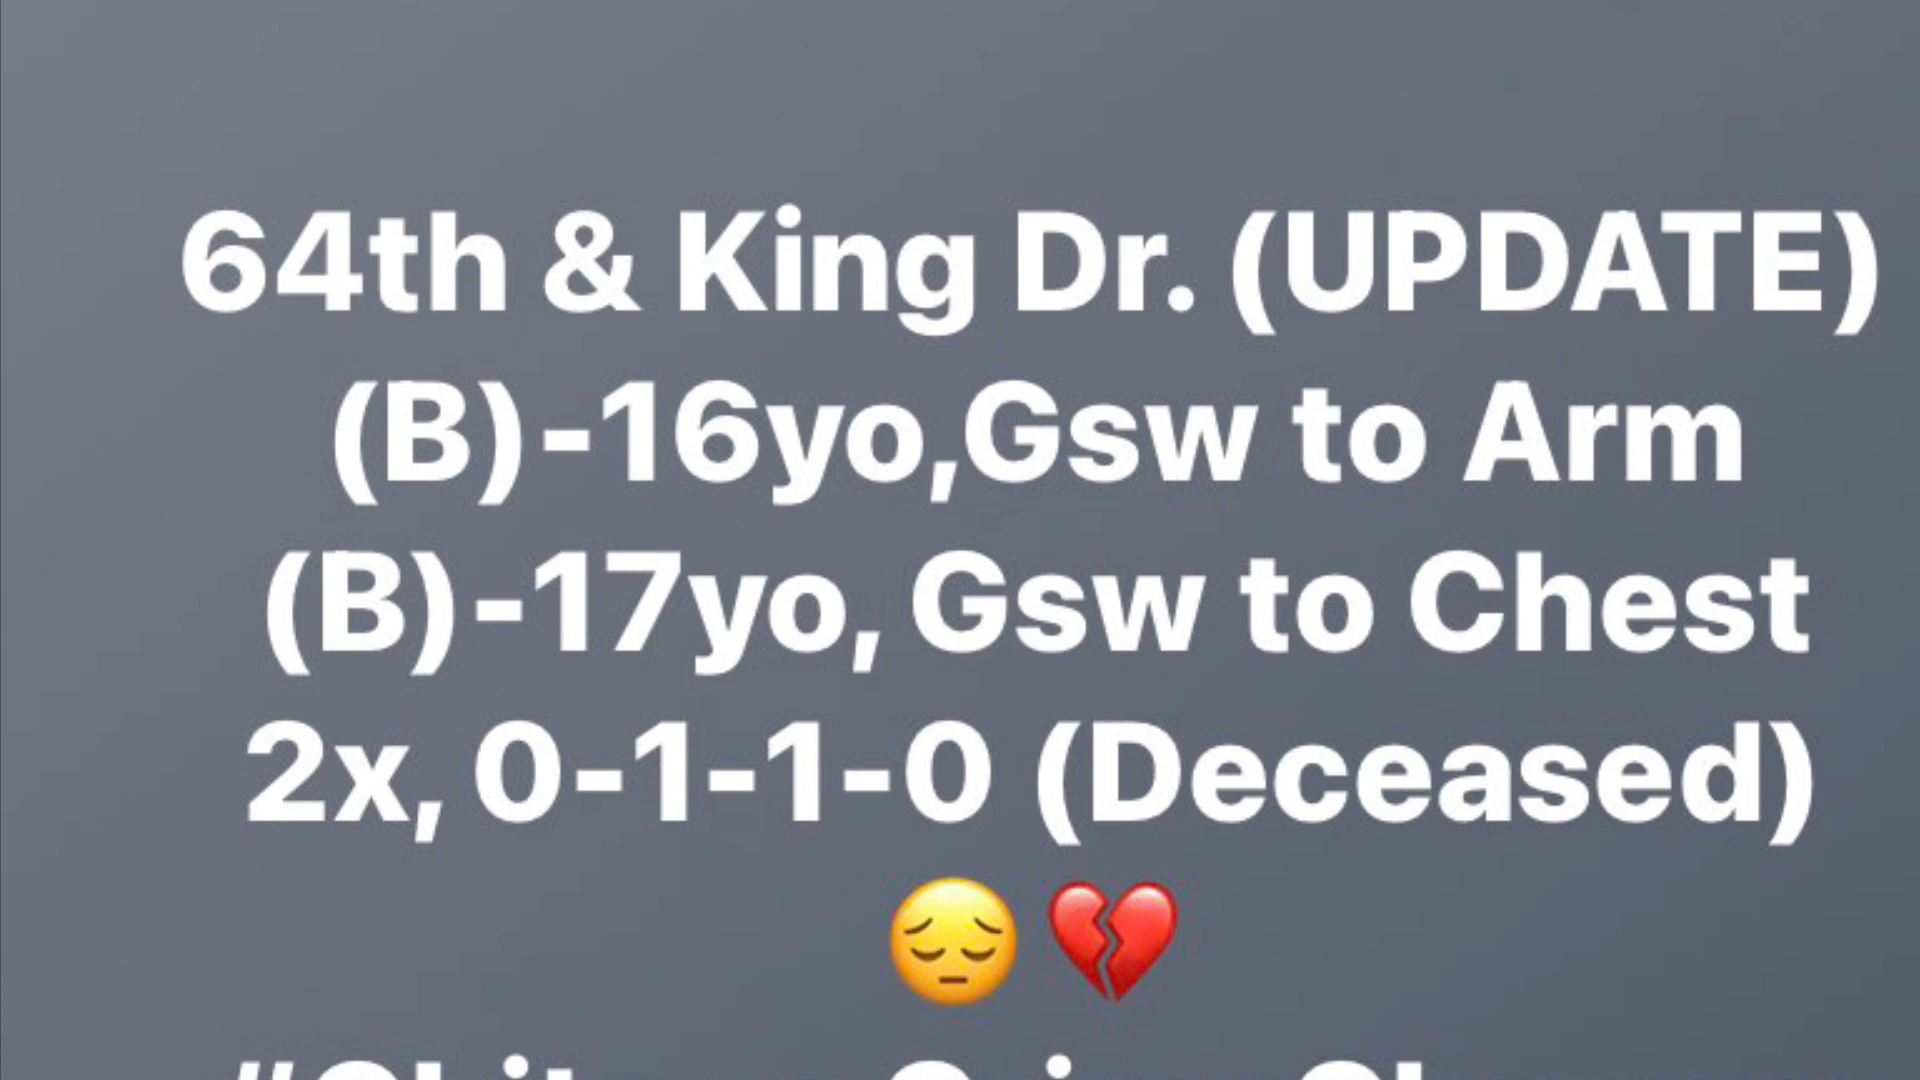 64th & King Dr. (UPDATE)
(B)-16yo,Gsw to Arm
(B)-17yo, Gsw to Chest
2x, 0-1-1-0 (Deceased)
😔 💔